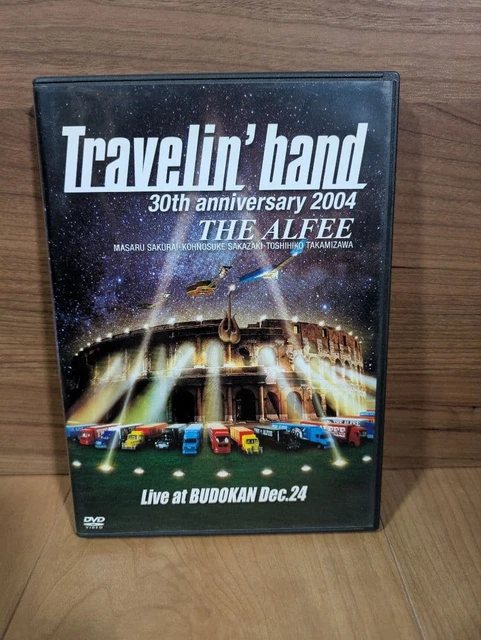 Travelin' band
30th anniversary 2004
THE ALFEE
MASARU SAKURAI·KOHNOSUKE SAKAZAKI·TOSHIHIKO TAKAMIZAWA
Live at BUDOKAN Dec.24
DVD
VIDEO